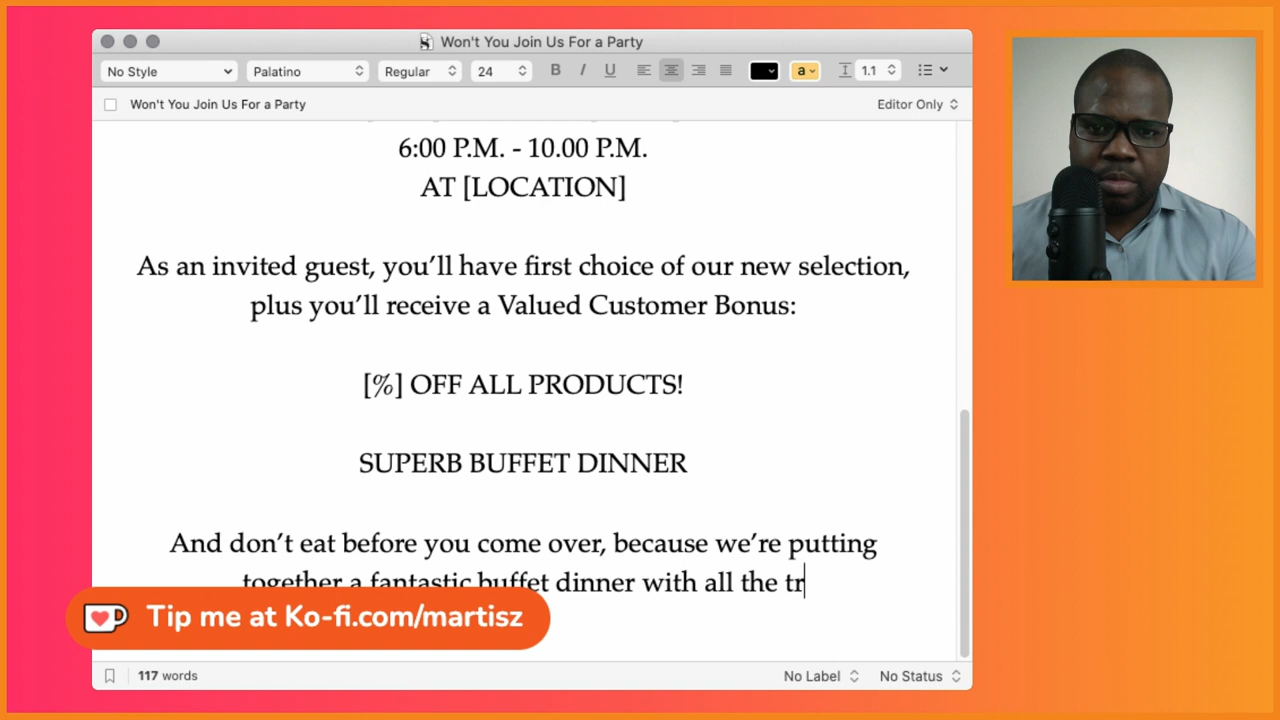 Won't You Join Us For a Party
No Style Palatino Regular 24 B I U a 1.1
Won't You Join Us For a Party Editor Only
6:00 P.M. - 10.00 P.M.
AT [LOCATION]
As an invited guest, you’ll have first choice of our new selection,
plus you’ll receive a Valued Customer Bonus:
[%] OFF ALL PRODUCTS!
SUPERB BUFFET DINNER
And don’t eat before you come over, because we’re putting
together a fantastic buffet dinner with all the tr
Tip me at Ko-fi.com/martisz
117 words No Label No Status